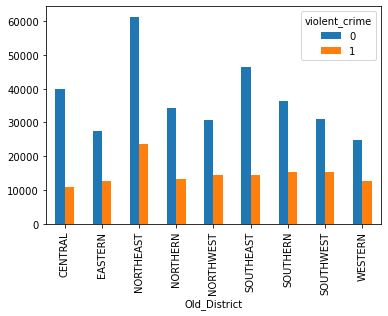 violent_crime
0
1
60000
50000
40000
30000
20000
10000
0
CENTRAL
EASTERN
NORTHEAST
NORTHERN
NORTHWEST
SOUTHEAST
SOUTHERN
SOUTHWEST
WESTERN
Old_District